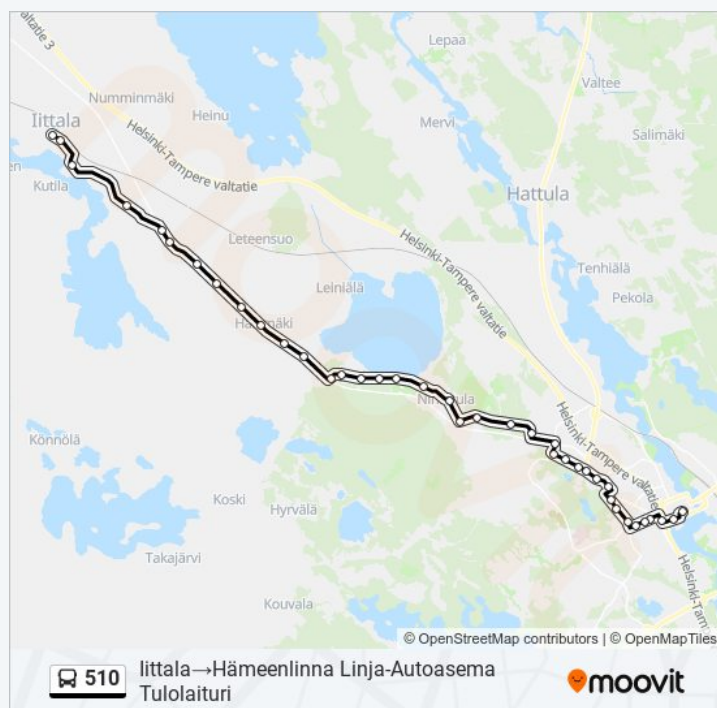 Lepaa
Valtatie 3
Numminmäki
Valtee
Heinu
Iittala
Mervi
Salimäki
Helsinki-Tampere valtatie
Kutila
Hattula
Leteensuo
Helsinki-Tampere valtatie
Tenhiälä
Leiniälä
Pekola
Könnölä
Helsinki-Tampere valtatie
Koski
Hyrvälä
Takajärvi
Kouvala
Helsinki-Tam
© OpenStreetMap contributors | © OpenMapTiles
510
Iittala→Hämeenlinna Linja-Autoasema
Tulolaituri
moovit